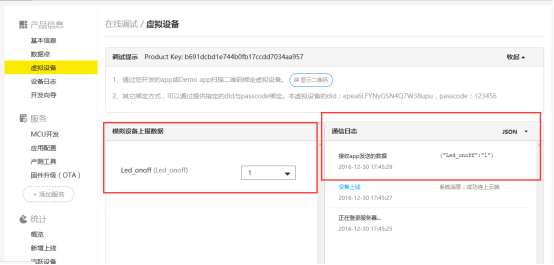 产品信息
基本信息
数据点
虚拟设备
设备日志
开发向导
服务
MCU开发
应用配置
产测工具
固件升级（OTA）
+ 添加服务
统计
概览
新增上线
活跃设备
在线调试 / 虚拟设备
调试提示 Product Key: b691dcbd1e744b0fb17ccdd7034aa957 收起
1、通过您开发的app或Demo app扫描二维码绑定虚拟设备。 显示二维码
2、其它绑定方式，可以通过提供指定的did与passcode绑定。本虚拟设备的did：epea6LFYNyGSN4Q7W38upu，passcode：123456
模拟设备上报数据
Led_onoff (Led_onoff) 1
通信日志 JSON
接收app发送的数据 {"Led_onoff":"1"}
2016-12-30 17:45:29
设备上线 系统消息：成功连上云端
2016-12-30 17:45:27
正在登录服务器...
2016-12-30 17:45:25